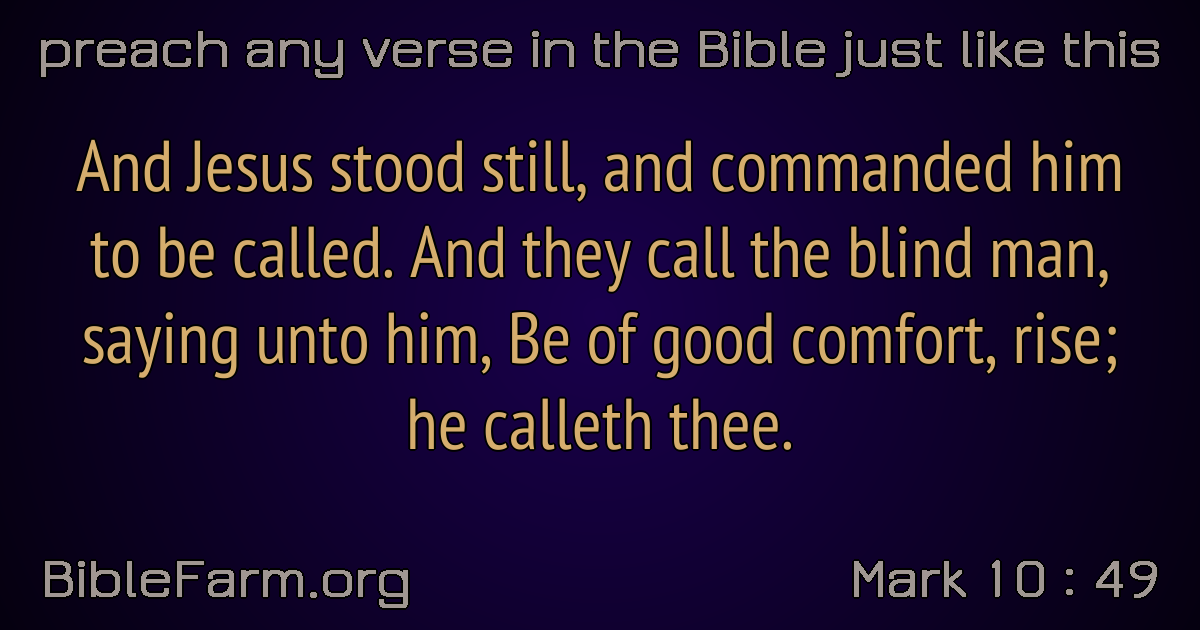 preach any verse in the Bible just like this
And Jesus stood still, and commanded him
to be called. And they call the blind man,
saying unto him, Be of good comfort, rise;
he calleth thee.
BibleFarm.org
Mark 10 : 49